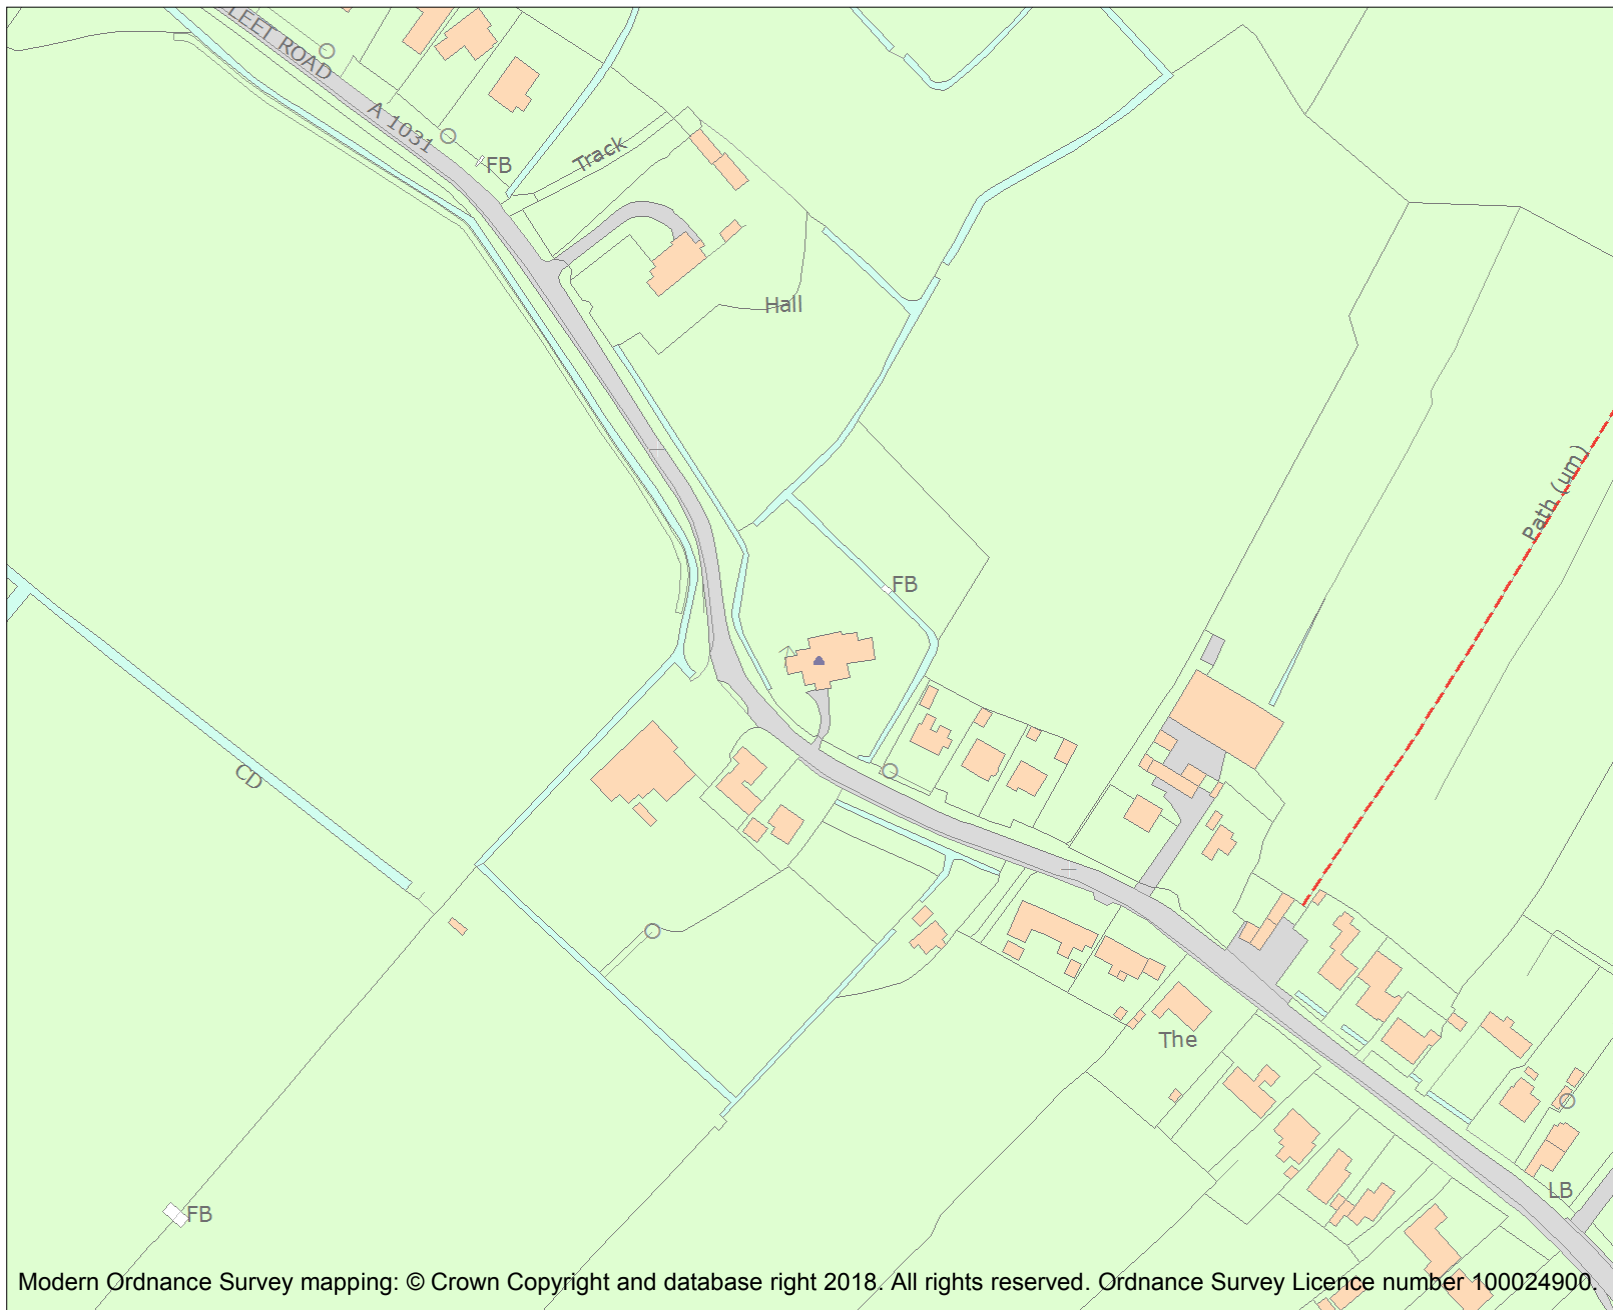 LEET ROAD
A 1031
FB
Track
Hall
Path (um)
FB
CD
The
LB
FB
Modern Ordnance Survey mapping: © Crown Copyright and database right 2018. All rights reserved. Ordnance Survey Licence number 100024900.